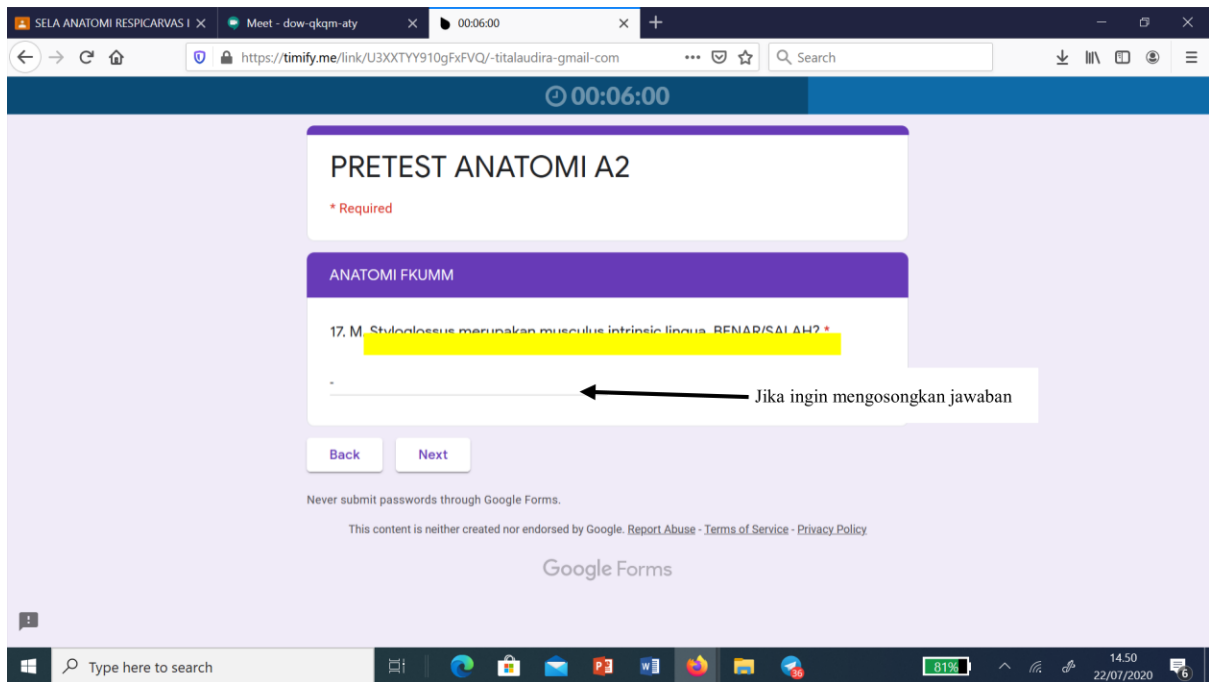 SELA ANATOMI RESPICARVAS I
Meet - dow-qkqm-aty
00:06:00
https://timify.me/link/U3XXTYY910gFxFVQ/-titalaudira-gmail-com
Search
00:06:00
PRETEST ANATOMI A2
* Required
ANATOMI FKUMM
17. M. Styloglossus merupakan musculus intrinsic lingua. BENAR/SALAH? *
-
Jika ingin mengosongkan jawaban
Back
Next
Never submit passwords through Google Forms.
This content is neither created nor endorsed by Google. Report Abuse - Terms of Service - Privacy Policy
Google Forms
Type here to search
36
81%
14.50
22/07/2020
6